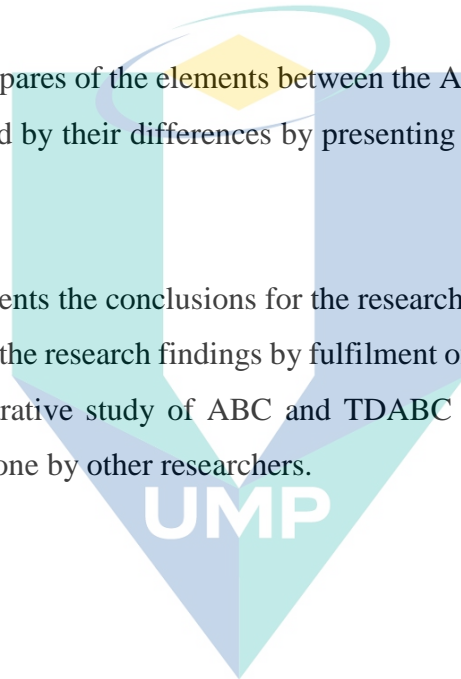 pares of the elements between the A
d by their differences by presenting
ents the conclusions for the research
the research findings by fulfilment o
rative study of ABC and TDABC
one by other researchers.
UMP